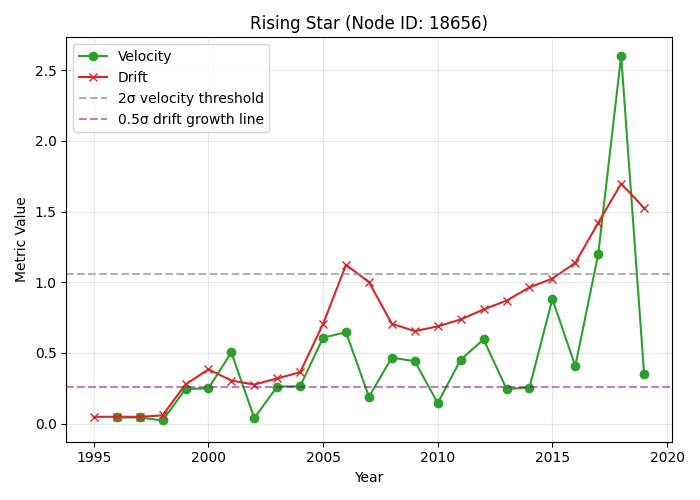 Rising Star (Node ID: 18656)
Velocity
Drift
2σ velocity threshold
0.5σ drift growth line
Metric Value
2.5
2.0
1.5
1.0
0.5
0.0
1995 2000 2005 2010 2015 2020
Year